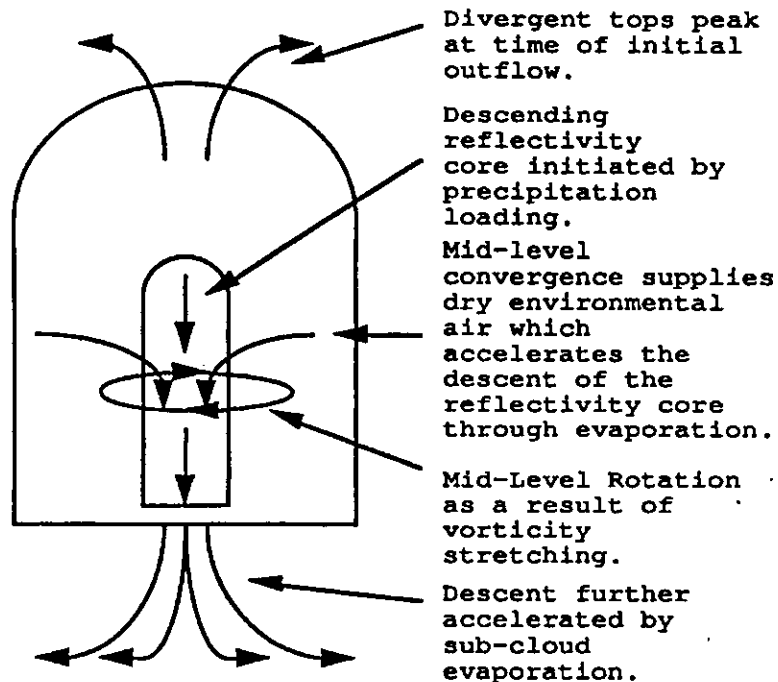 Divergent tops peak
at time of initial
outflow.
Descending
reflectivity
core initiated by
precipitation
loading.
Mid-level
convergence supplies
dry environmental
air which
accelerates the
descent of the
reflectivity core
through evaporation.
Mid-Level Rotation
as a result of
vorticity
stretching.
Descent further
accelerated by
sub-cloud
evaporation.